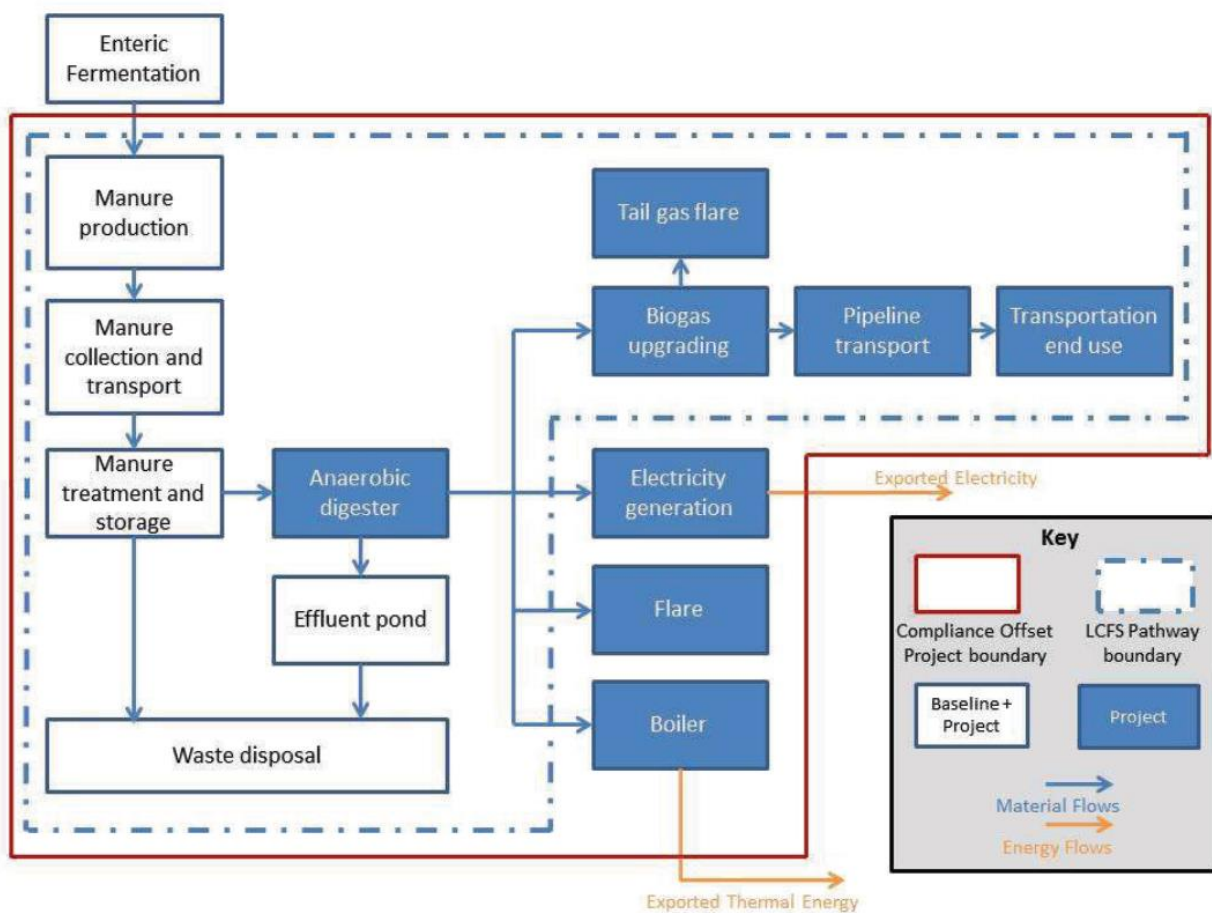 Enteric
Fermentation
Manure
production
Manure
collection and
transport
Manure
treatment and
storage
Anaerobic
digester
Effluent pond
Waste disposal
Tail gas flare
Biogas
upgrading
Pipeline
transport
Transportation
end use
Electricity
generation
Exported Electricity
Flare
Boiler
Exported Thermal Energy
Key
Compliance Offset
Project boundary
LCFS Pathway
boundary
Baseline +
Project
Project
Material Flows
Energy Flows